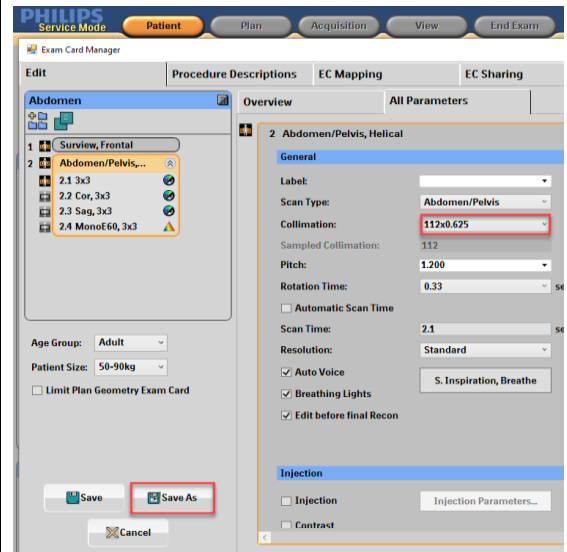 PHILIPS
Service Mode
Patient
Plan
Acquisition
View
End Exam
Exam Card Manager
Edit
Procedure Descriptions
EC Mapping
EC Sharing
Abdomen
Overview
All Parameters
1 Surview, Frontal
2 Abdomen/Pelvis,...
2.1 3x3
2.2 Cor, 3x3
2.3 Sag, 3x3
2.4 MonoE60, 3x3
Age Group: Adult
Patient Size: 50-90kg
Limit Plan Geometry Exam Card
Save
Save As
Cancel
2 Abdomen/Pelvis, Helical
General
Label:
Scan Type: Abdomen/Pelvis
Collimation: 112x0.625
Sampled Collimation: 112
Pitch: 1.200
Rotation Time: 0.33 se
Automatic Scan Time
Scan Time: 2.1 se
Resolution: Standard
Auto Voice
S. Inspiration, Breathe
Breathing Lights
Edit before final Recon
Injection
Injection
Injection Parameters...
Contrast